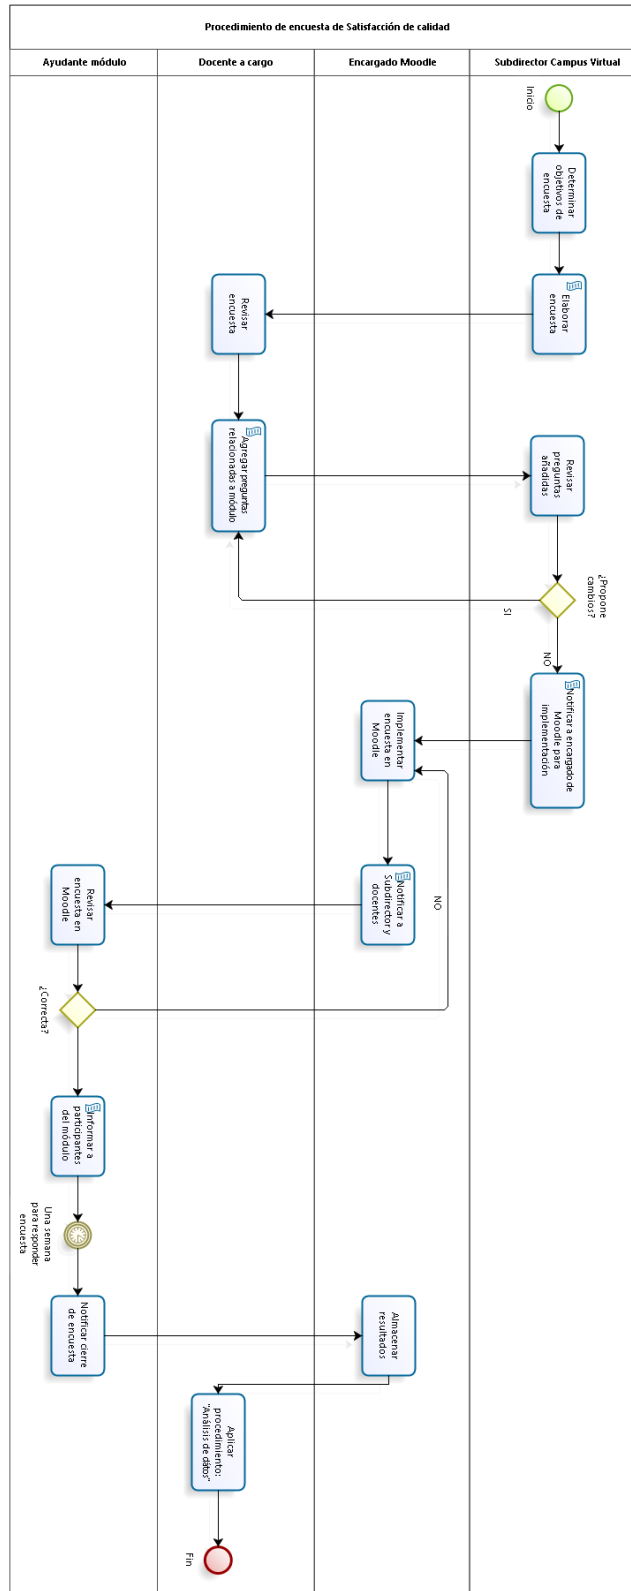 Procedimiento de encuesta de Satisfacción de calidad
Ayudante módulo
Docente a cargo
Encargado Moodle
Subdirector Campus Virtual
Inicio
Determinar
objetivos de
encuesta
Elaborar
encuesta
Revisar
encuesta
Agregar preguntas
relacionadas a módulo
Revisar
preguntas
añadidas
¿Propone
cambios?
SI
NO
Notificar a encargado de
Moodle para
implementación
Implementar
encuesta en
Moodle
Notificar a
Subdirector y
docentes
NO
Revisar
encuesta en
Moodle
¿Correcta?
Informar a
participantes
del módulo
Una semana
para responder
encuesta
Notificar cierre
de encuesta
Almacenar
resultados
Aplicar
procedimiento:
"Análisis de dátos"
Fin